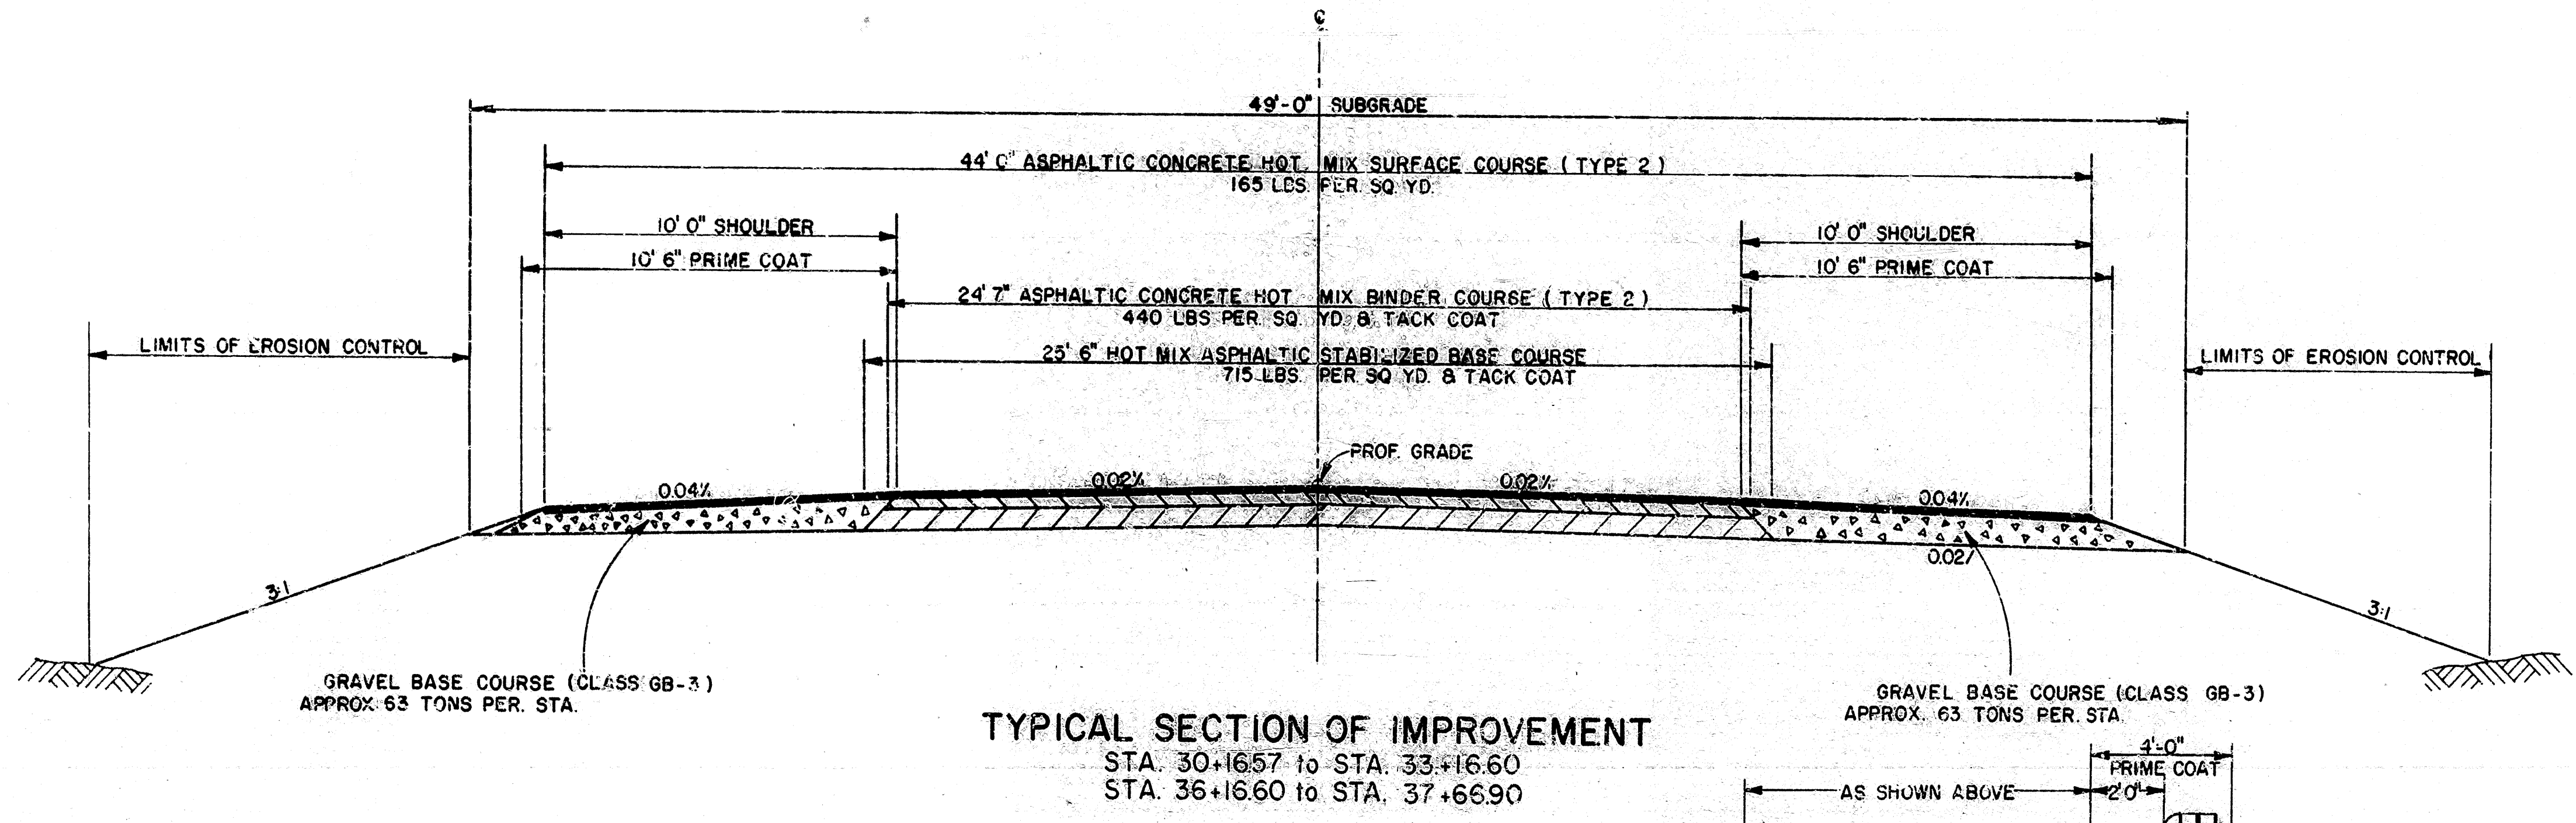 ℄
49'-0" SUBGRADE
44' 0" ASPHALTIC CONCRETE HOT MIX SURFACE COURSE (TYPE 2)
165 LBS. PER. SQ. YD.
10' 0" SHOULDER
10' 0" SHOULDER
10' 6" PRIME COAT
10' 6" PRIME COAT
24' 7" ASPHALTIC CONCRETE HOT MIX BINDER COURSE (TYPE 2)
440 LBS PER. SQ. YD. & TACK COAT
LIMITS OF EROSION CONTROL
25' 6" HOT MIX ASPHALTIC STABILIZED BASE COURSE
LIMITS OF EROSION CONTROL
715 LBS. PER. SQ YD. & TACK COAT
PROF. GRADE
0.04%
0.02%
0.02%
0.04%
0.02/
3:1
3:1
GRAVEL BASE COURSE (CLASS GB-3)
APPROX. 63 TONS PER. STA.
GRAVEL BASE COURSE (CLASS GB-3)
APPROX. 63 TONS PER. STA.
TYPICAL SECTION OF IMPROVEMENT
STA. 30+16.57 to STA. 33+16.60
STA. 36+16.60 to STA. 37+66.90
4'-0"
PRIME COAT
AS SHOWN ABOVE
2'0"